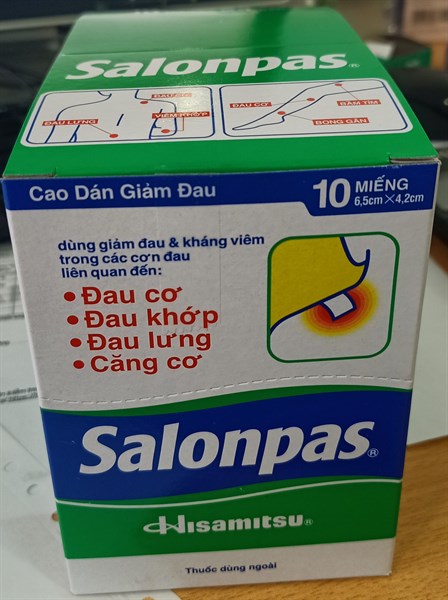 Salonpas®
ĐAU LƯNG
VIÊM KHỚP
ĐAU CƠ
BẦM TÍM
BONG GÂN
Cao Dán Giảm Đau
10 MIẾNG
6,5cm×4,2cm
dùng giảm đau & kháng viêm
trong các cơn đau
liên quan đến:
•Đau cơ
•Đau khớp
•Đau lưng
•Căng cơ
Salonpas®
Hisamitsu®
Thuốc dùng ngoài